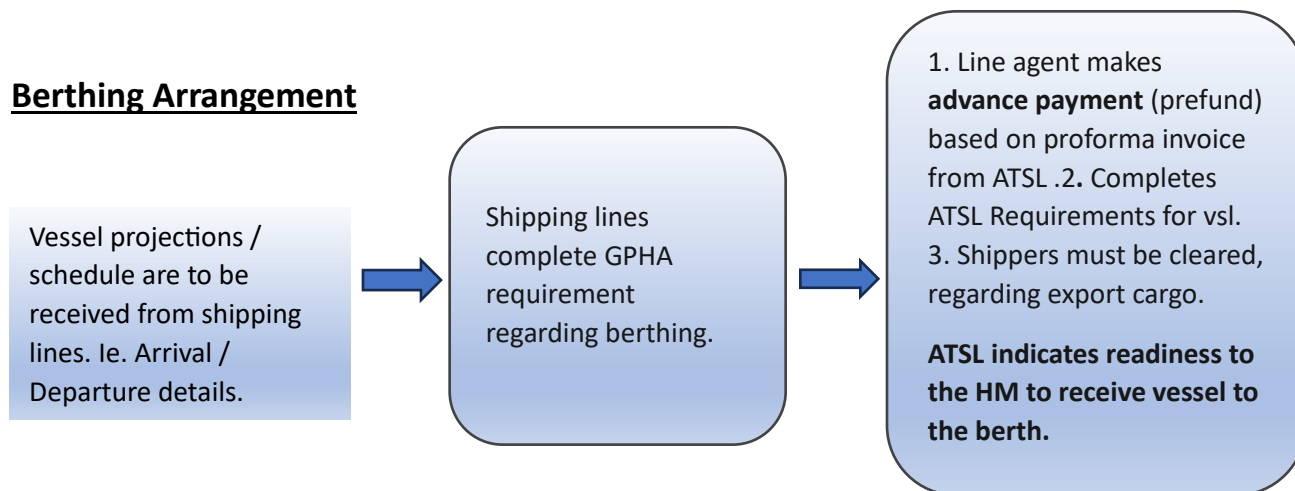 Berthing Arrangement
Vessel projections /
schedule are to be
received from shipping
lines. Ie. Arrival /
Departure details.
Shipping lines
complete GPHA
requirement
regarding berthing.
1. Line agent makes
advance payment (prefund)
based on proforma invoice
from ATSL .2. Completes
ATSL Requirements for vsl.
3. Shippers must be cleared,
regarding export cargo.
ATSL indicates readiness to
the HM to receive vessel to
the berth.